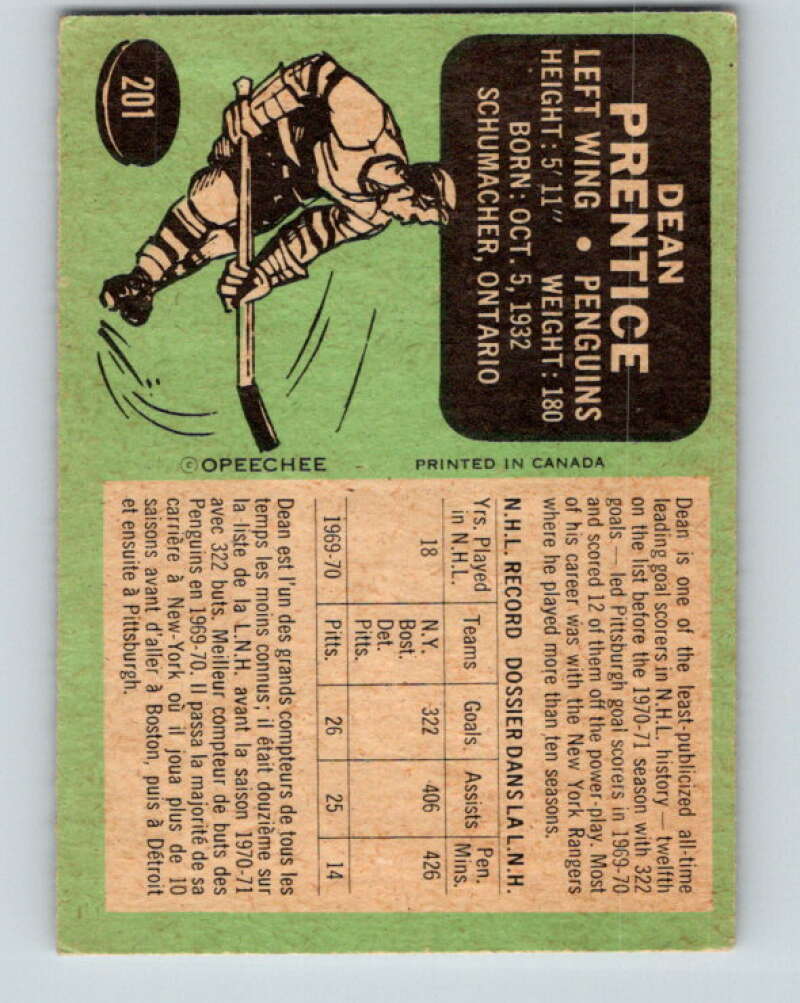 DEAN
PRENTICE
LEFT WING • PENGUINS
HEIGHT: 5'11" WEIGHT: 180
BORN: OCT. 5, 1932
SCHUMACHER, ONTARIO
201
© OPEECHEE
PRINTED IN CANADA
Dean is one of the least-publicized all-time
leading goal scorers in N.H.L. history — twelfth
on the list before the 1970-71 season with 322
goals. — led Pittsburgh goal scorers in 1969-70
and scored 12 of them off the power-play. Most
of his career was with the New York Rangers
where he played more than ten seasons.
N.H.L. RECORD DOSSIER DANS LA L.N.H.
Yrs. Played Teams Goals Assists Pen.
in N.H.L. Mins.
18 N.Y. 322 406 426
Bost.
Det.
Pitts.
1969-70 Pitts. 26 25 14
Dean est l'un des grands compteurs de tous les
temps les moins connus; il était douzième sur
la liste de la L.N.H. avant la saison 1970-71
avec 322 buts. Meilleur compteur de buts des
Penguins en 1969-70. Il passa la majorité de sa
carrière à New-York où il joua plus de 10
saisons avant d'aller à Boston, puis à Détroit
et ensuite à Pittsburgh.